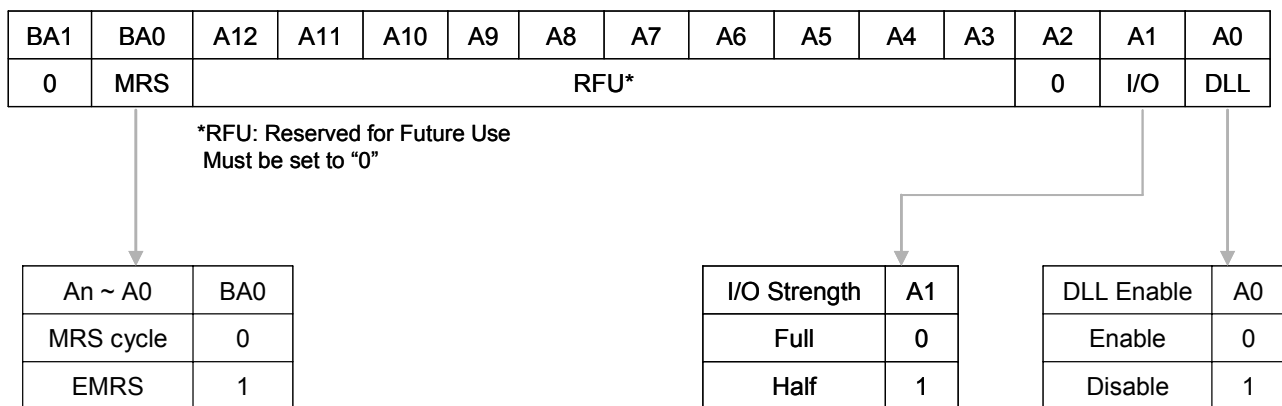 BA1 BA0 A12 A11 A10 A9 A8 A7 A6 A5 A4 A3 A2 A1 A0
0 MRS RFU* 0 I/O DLL
*RFU: Reserved for Future Use
Must be set to “0”
An ~ A0 BA0
MRS cycle 0
EMRS 1
I/O Strength A1
Full 0
Half 1
DLL Enable A0
Enable 0
Disable 1